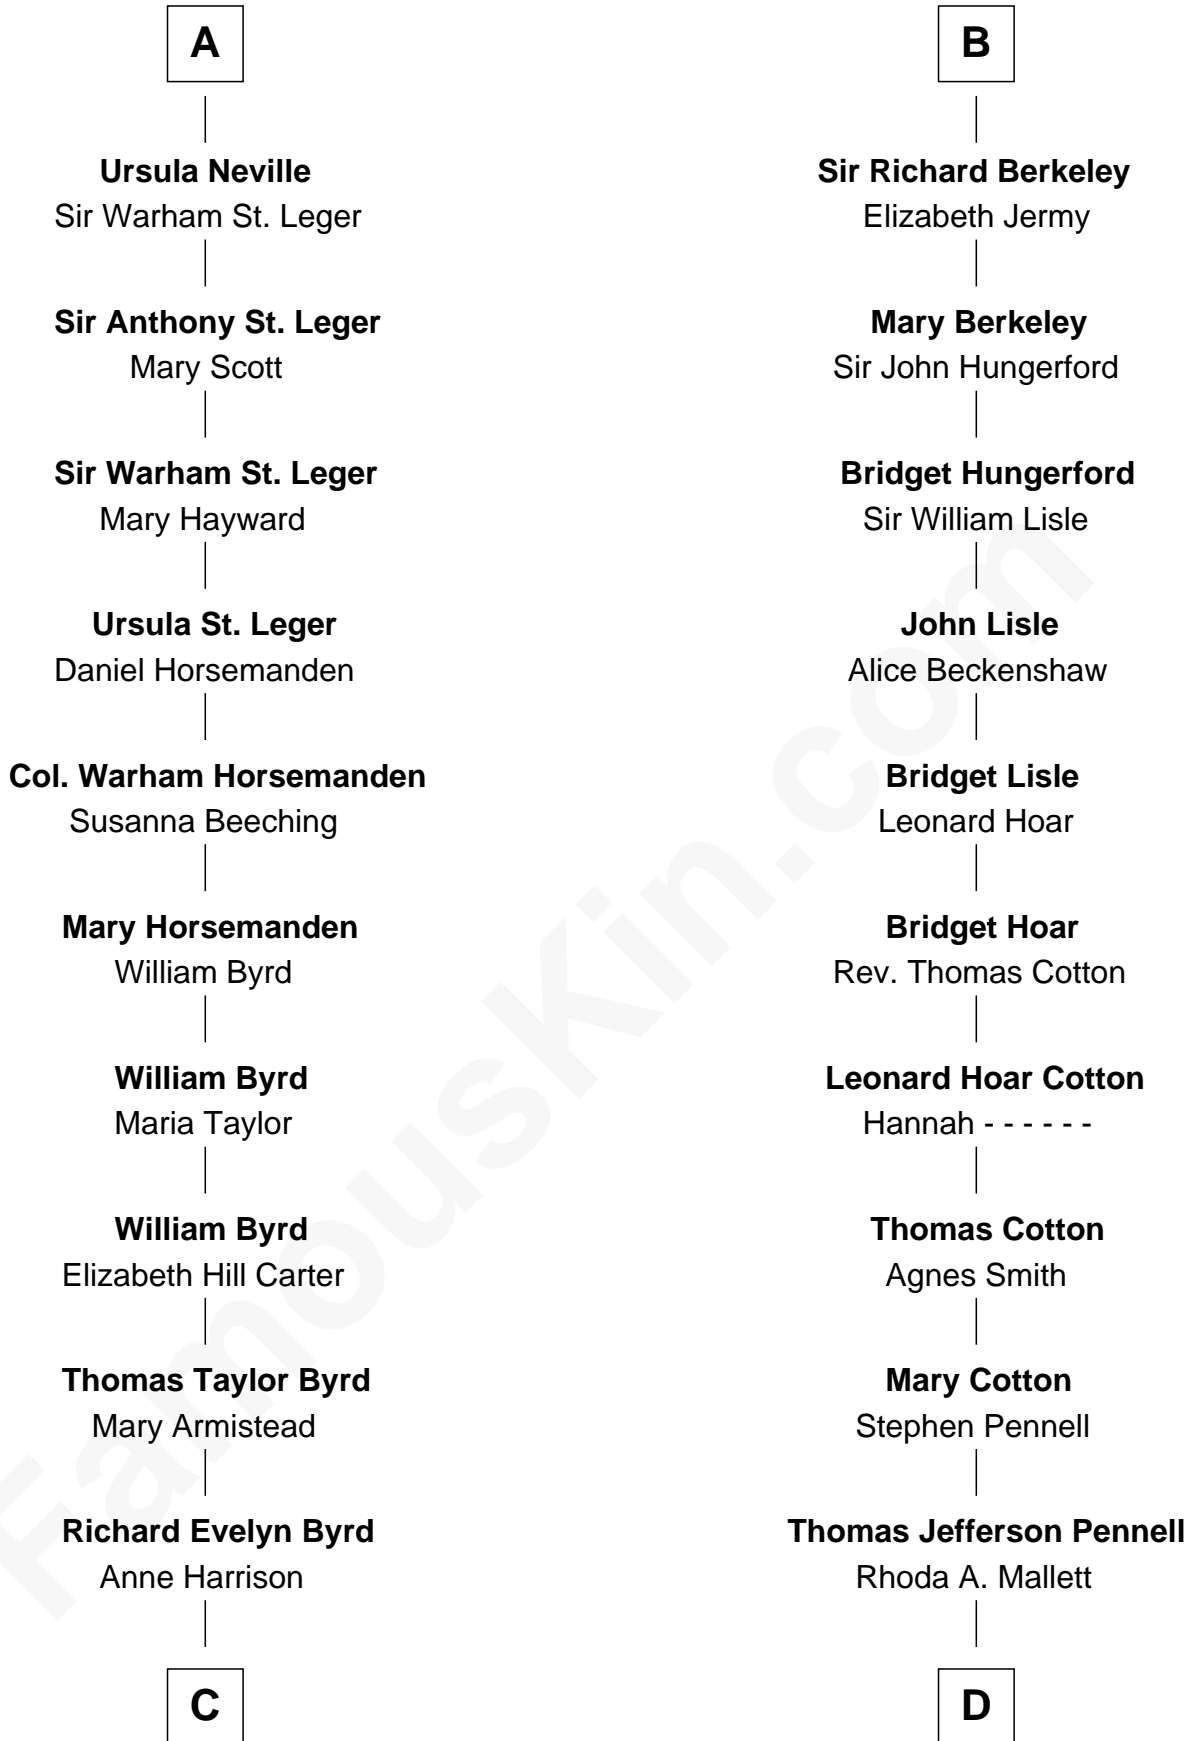 A
Ursula Neville
Sir Warham St. Leger
Sir Anthony St. Leger
Mary Scott
Sir Warham St. Leger
Mary Hayward
Ursula St. Leger
Daniel Horsemanden
Col. Warham Horsemanden
Susanna Beeching
Mary Horsemanden
William Byrd
William Byrd
Maria Taylor
William Byrd
Elizabeth Hill Carter
Thomas Taylor Byrd
Mary Armistead
Richard Evelyn Byrd
Anne Harrison
C
B
Sir Richard Berkeley
Elizabeth Jermy
Mary Berkeley
Sir John Hungerford
Bridget Hungerford
Sir William Lisle
John Lisle
Alice Beckenshaw
Bridget Lisle
Leonard Hoar
Bridget Hoar
Rev. Thomas Cotton
Leonard Hoar Cotton
Hannah - - - - - -
Thomas Cotton
Agnes Smith
Mary Cotton
Stephen Pennell
Thomas Jefferson Pennell
Rhoda A. Mallett
D
FamousKin.com